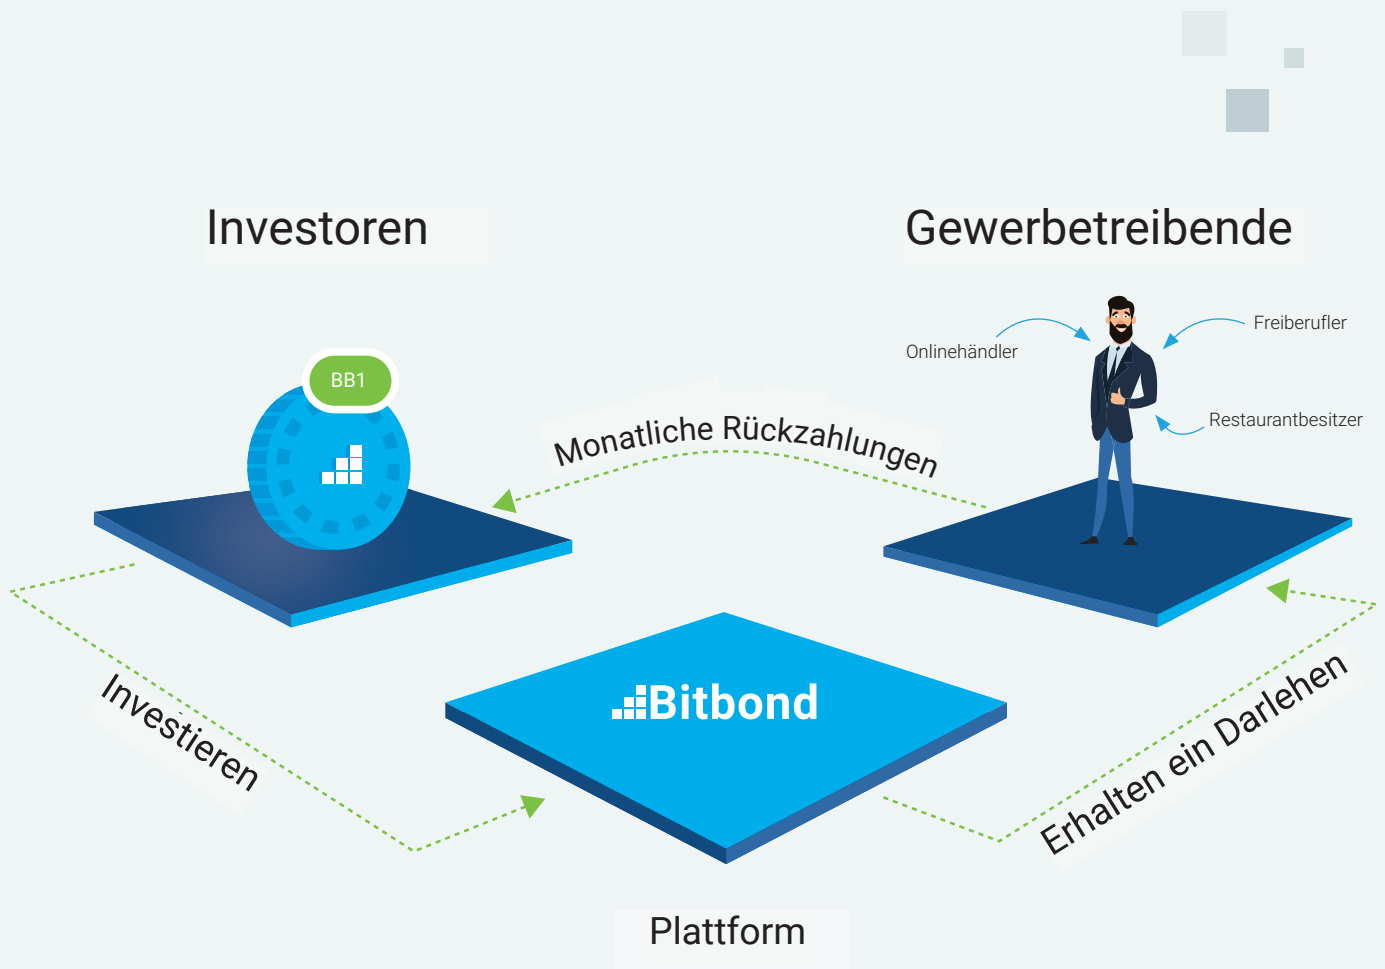 Investoren
Gewerbetreibende
Onlinehändler
Freiberufler
Restaurantbesitzer
BB1
Monatliche Rückzahlungen
Investieren
Bitbond
Erhalten ein Darlehen
Plattform